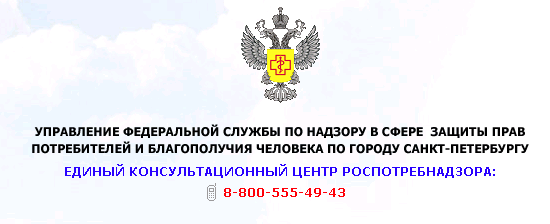 УПРАВЛЕНИЕ ФЕДЕРАЛЬНОЙ СЛУЖБЫ ПО НАДЗОРУ В СФЕРЕ ЗАЩИТЫ ПРАВ
ПОТРЕБИТЕЛЕЙ И БЛАГОПОЛУЧИЯ ЧЕЛОВЕКА ПО ГОРОДУ САНКТ-ПЕТЕРБУРГУ
ЕДИНЫЙ КОНСУЛЬТАЦИОННЫЙ ЦЕНТР РОСПОТРЕБНАДЗОРА:
8-800-555-49-43